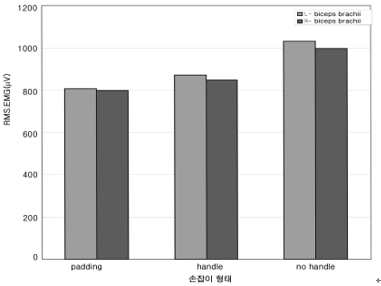 1200
L- biceps brachii
R- biceps brachii
1000
800
600
400
200
0
RMS.EMG(μV)
padding handle no handle
손잡이 형태